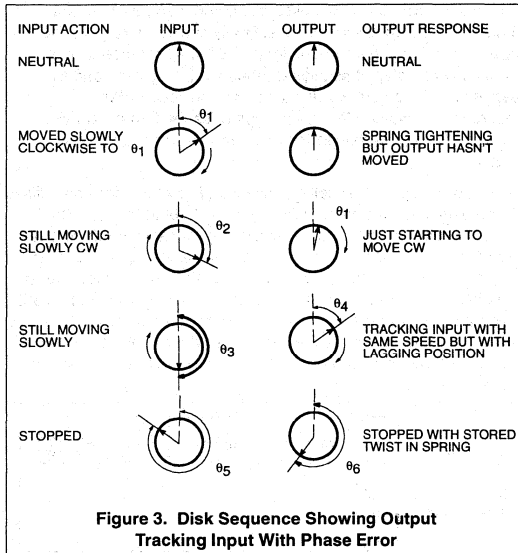 INPUT ACTION INPUT OUTPUT OUTPUT RESPONSE
NEUTRAL NEUTRAL
θ1
MOVED SLOWLY
CLOCKWISE TO θ1
SPRING TIGHTENING
BUT OUTPUT HASN'T
MOVED
θ2 θ1
STILL MOVING
SLOWLY CW
JUST STARTING TO
MOVE CW
θ4
STILL MOVING
SLOWLY
θ3
TRACKING INPUT WITH
SAME SPEED BUT WITH
LAGGING POSITION
STOPPED
STOPPED WITH STORED
TWIST IN SPRING
θ5 θ6
Figure 3. Disk Sequence Showing Output
Tracking Input With Phase Error